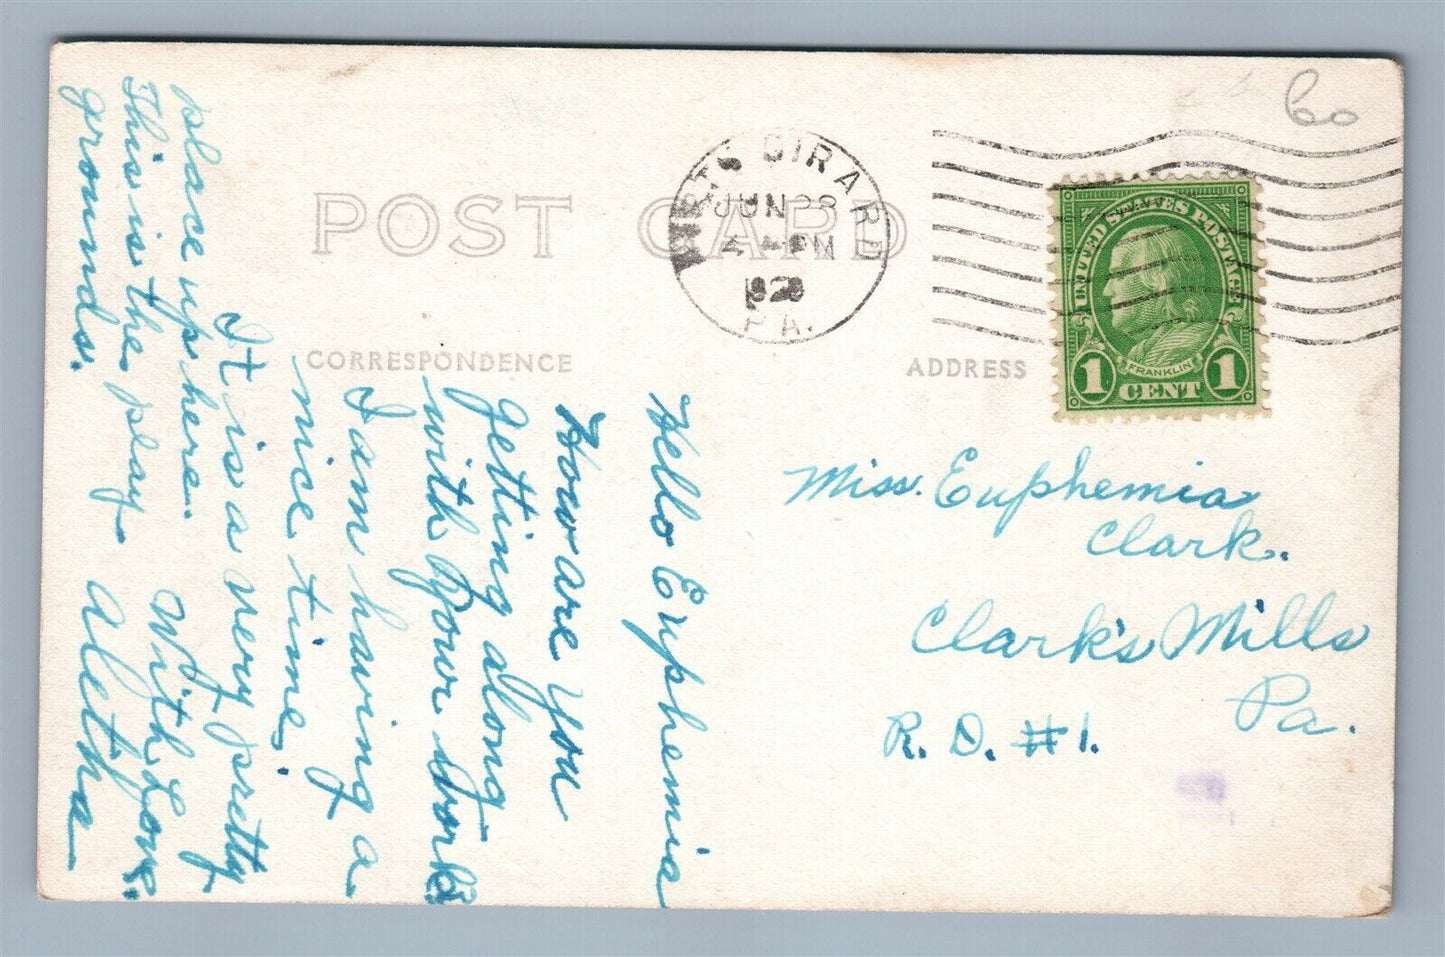 60
POST CARD
GIRARD
JUN 28
PM
PA.
UNITED STATES POSTAGE
FRANKLIN
1 CENT 1
CORRESPONDENCE
ADDRESS
Hello Euphemia
How are you
getting along
with your work
I am having a
nice time,
It is a very pretty
place up here.
This is the play
grounds.
With Love.
Aletha
Miss. Euphemia
Clark.
Clark's Mills
Pa.
R. D. #1.